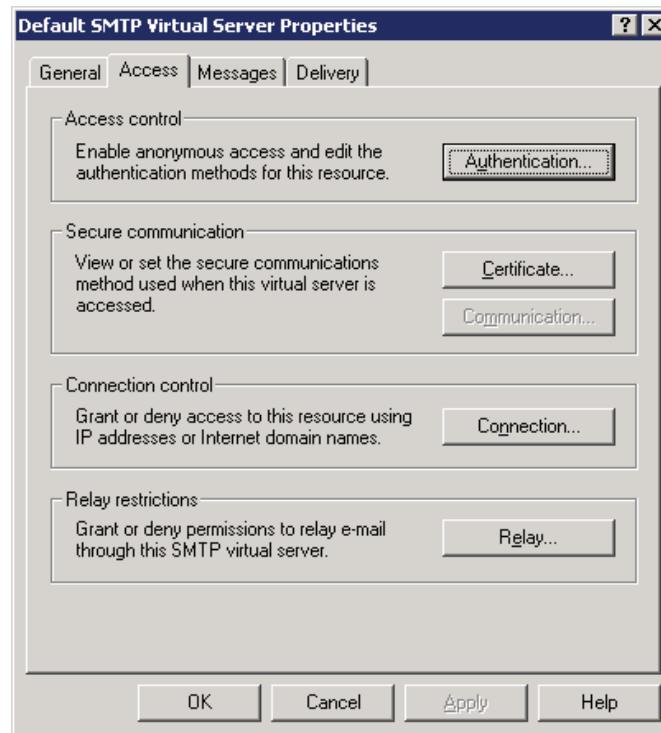 Default SMTP Virtual Server Properties
General Access Messages Delivery
Access control
Enable anonymous access and edit the
authentication methods for this resource.
Authentication...
Secure communication
View or set the secure communications
method used when this virtual server is
accessed.
Certificate...
Communication...
Connection control
Grant or deny access to this resource using
IP addresses or Internet domain names.
Connection...
Relay restrictions
Grant or deny permissions to relay e-mail
through this SMTP virtual server.
Relay...
OK Cancel Apply Help